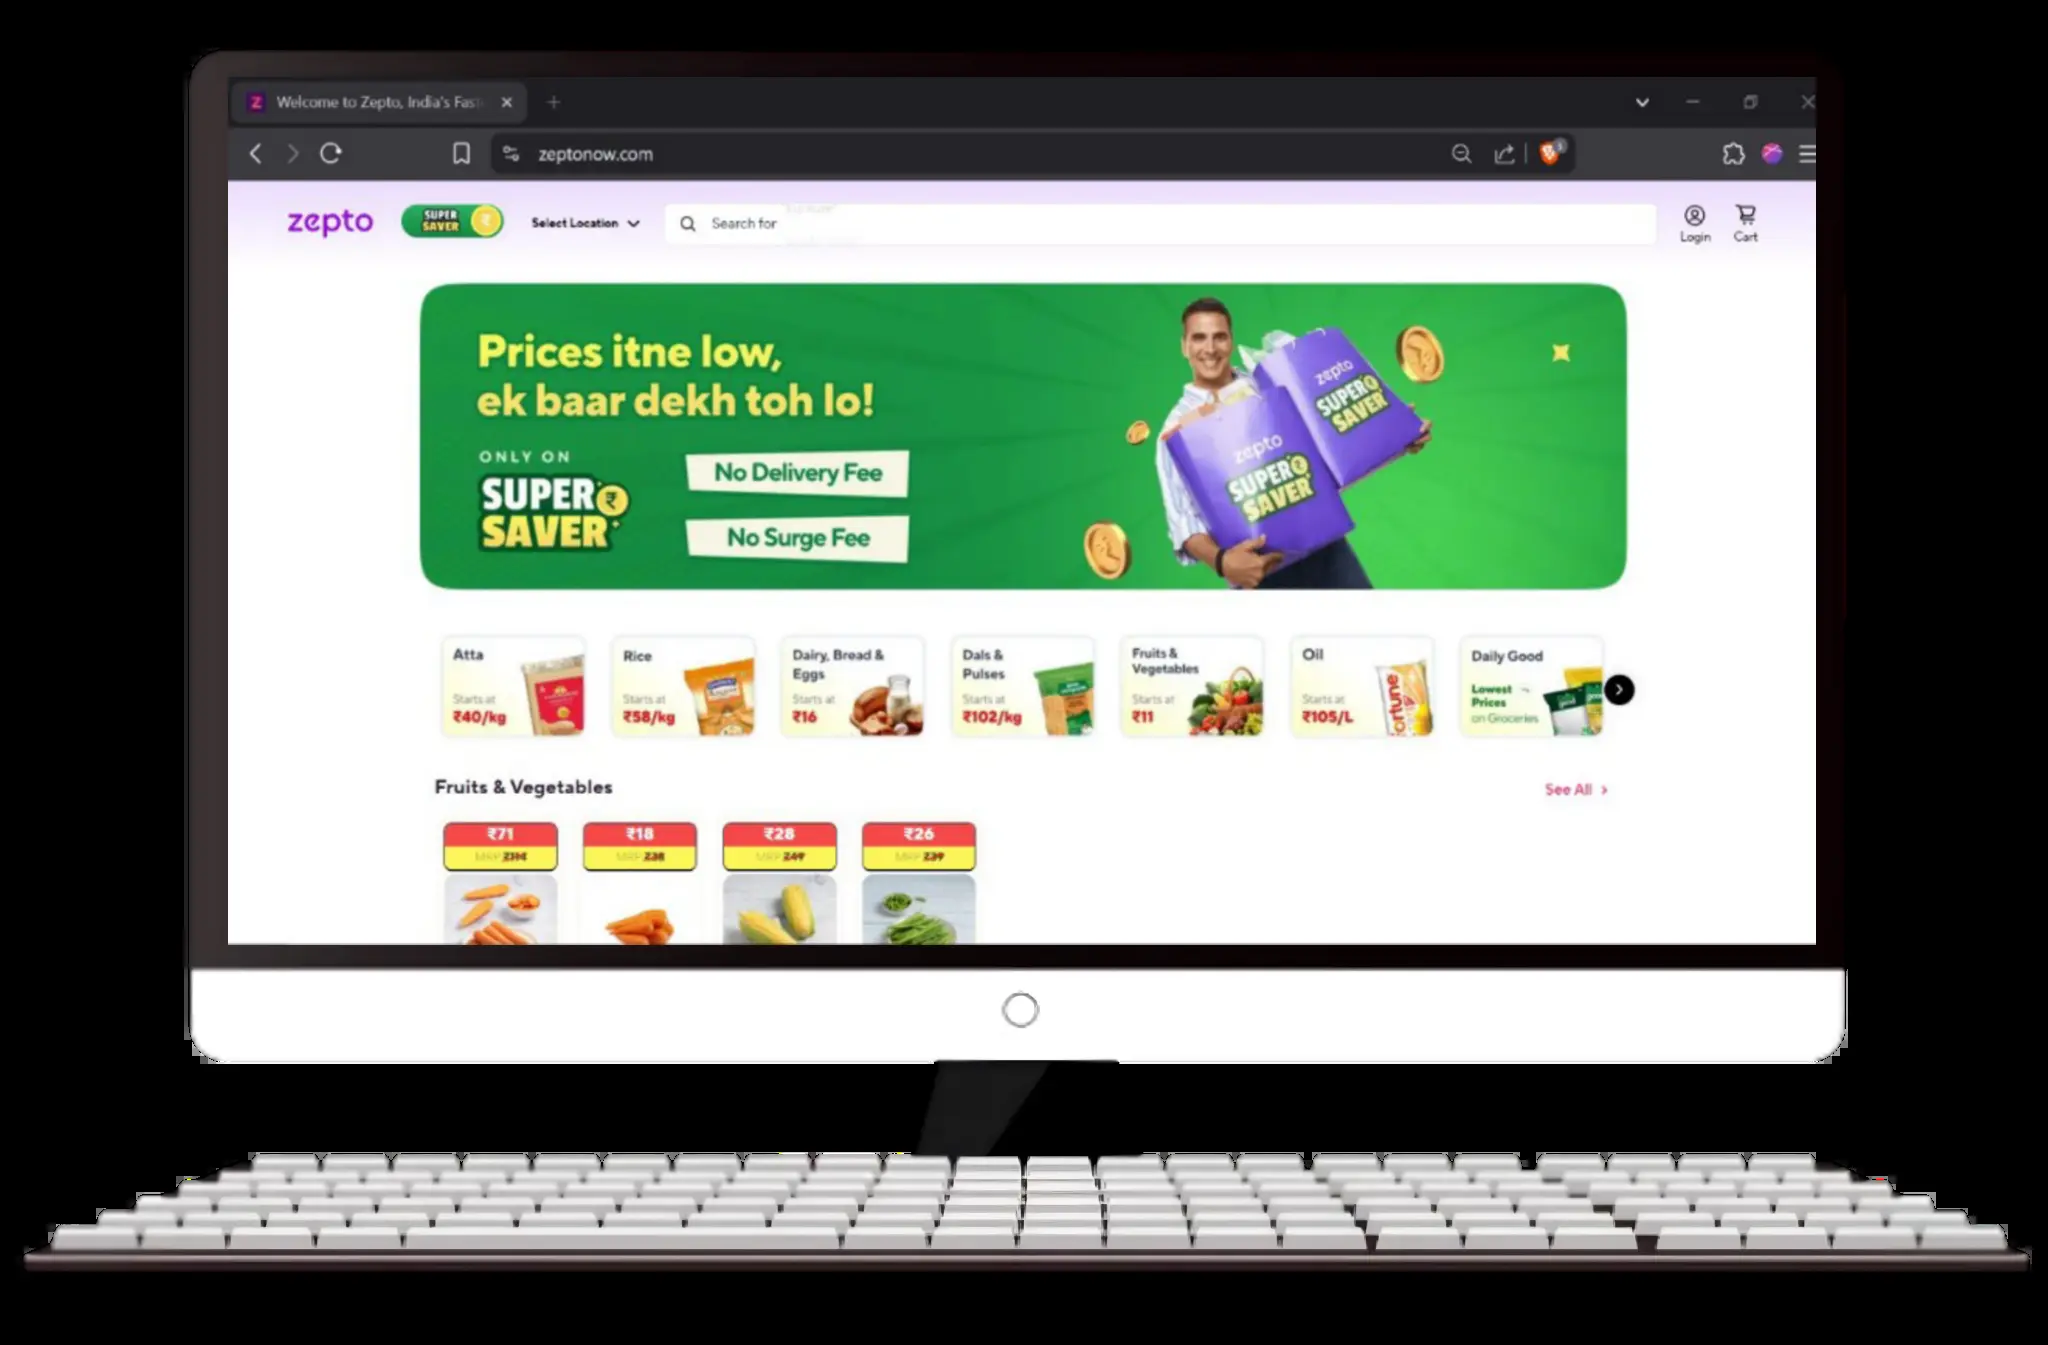 Z Welcome to Zepto, India's Fast
zeptonow.com
zepto
SUPER
SAVER
Select Location
Search for
Login
Cart
Prices itne low,
ek baar dekh toh lo!
ONLY ON
SUPER
SAVER
No Delivery Fee
No Surge Fee
zepto
SUPER
SAVER
zepto
SUPER
SAVER
Atta
Starts at
₹40/kg
Rice
Starts at
₹58/kg
Dairy, Bread &
Eggs
Starts at
₹16
Dals &
Pulses
Starts at
₹102/kg
Fruits &
Vegetables
Starts at
₹11
Oil
Starts at
₹105/L
fortune
Daily Good
Lowest
Prices
on Groceries
Fruits & Vegetables
See All
₹71
MRP
₹18
MRP ₹38
₹28
MRP ₹49
₹26
MRP ₹39